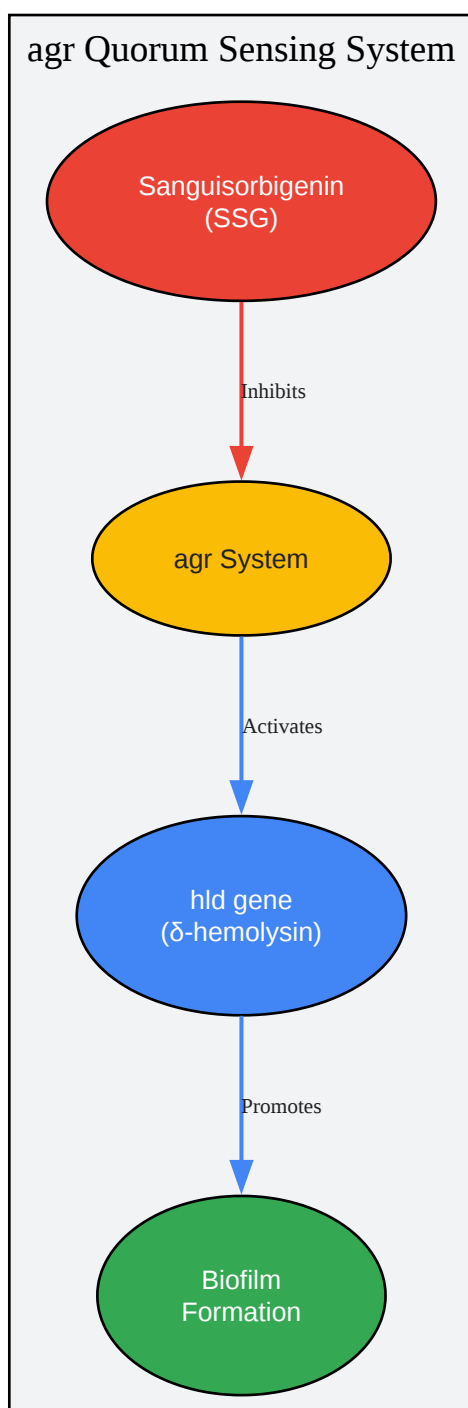 agr Quorum Sensing System
Sanguisorbigenin
(SSG)
Inhibits
agr System
Activates
hld gene
(δ-hemolysin)
Promotes
Biofilm
Formation